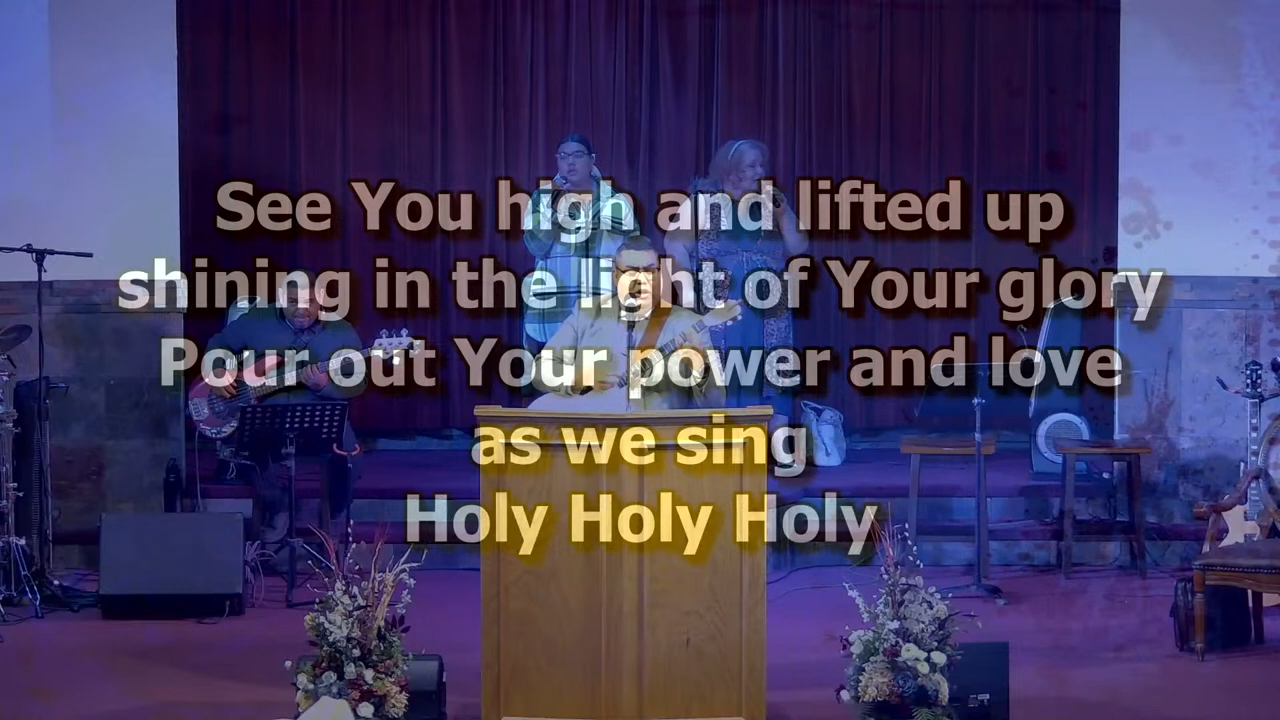 See You high and lifted up
shining in the light of Your glory
Pour out Your power and love
as we sing
Holy Holy Holy